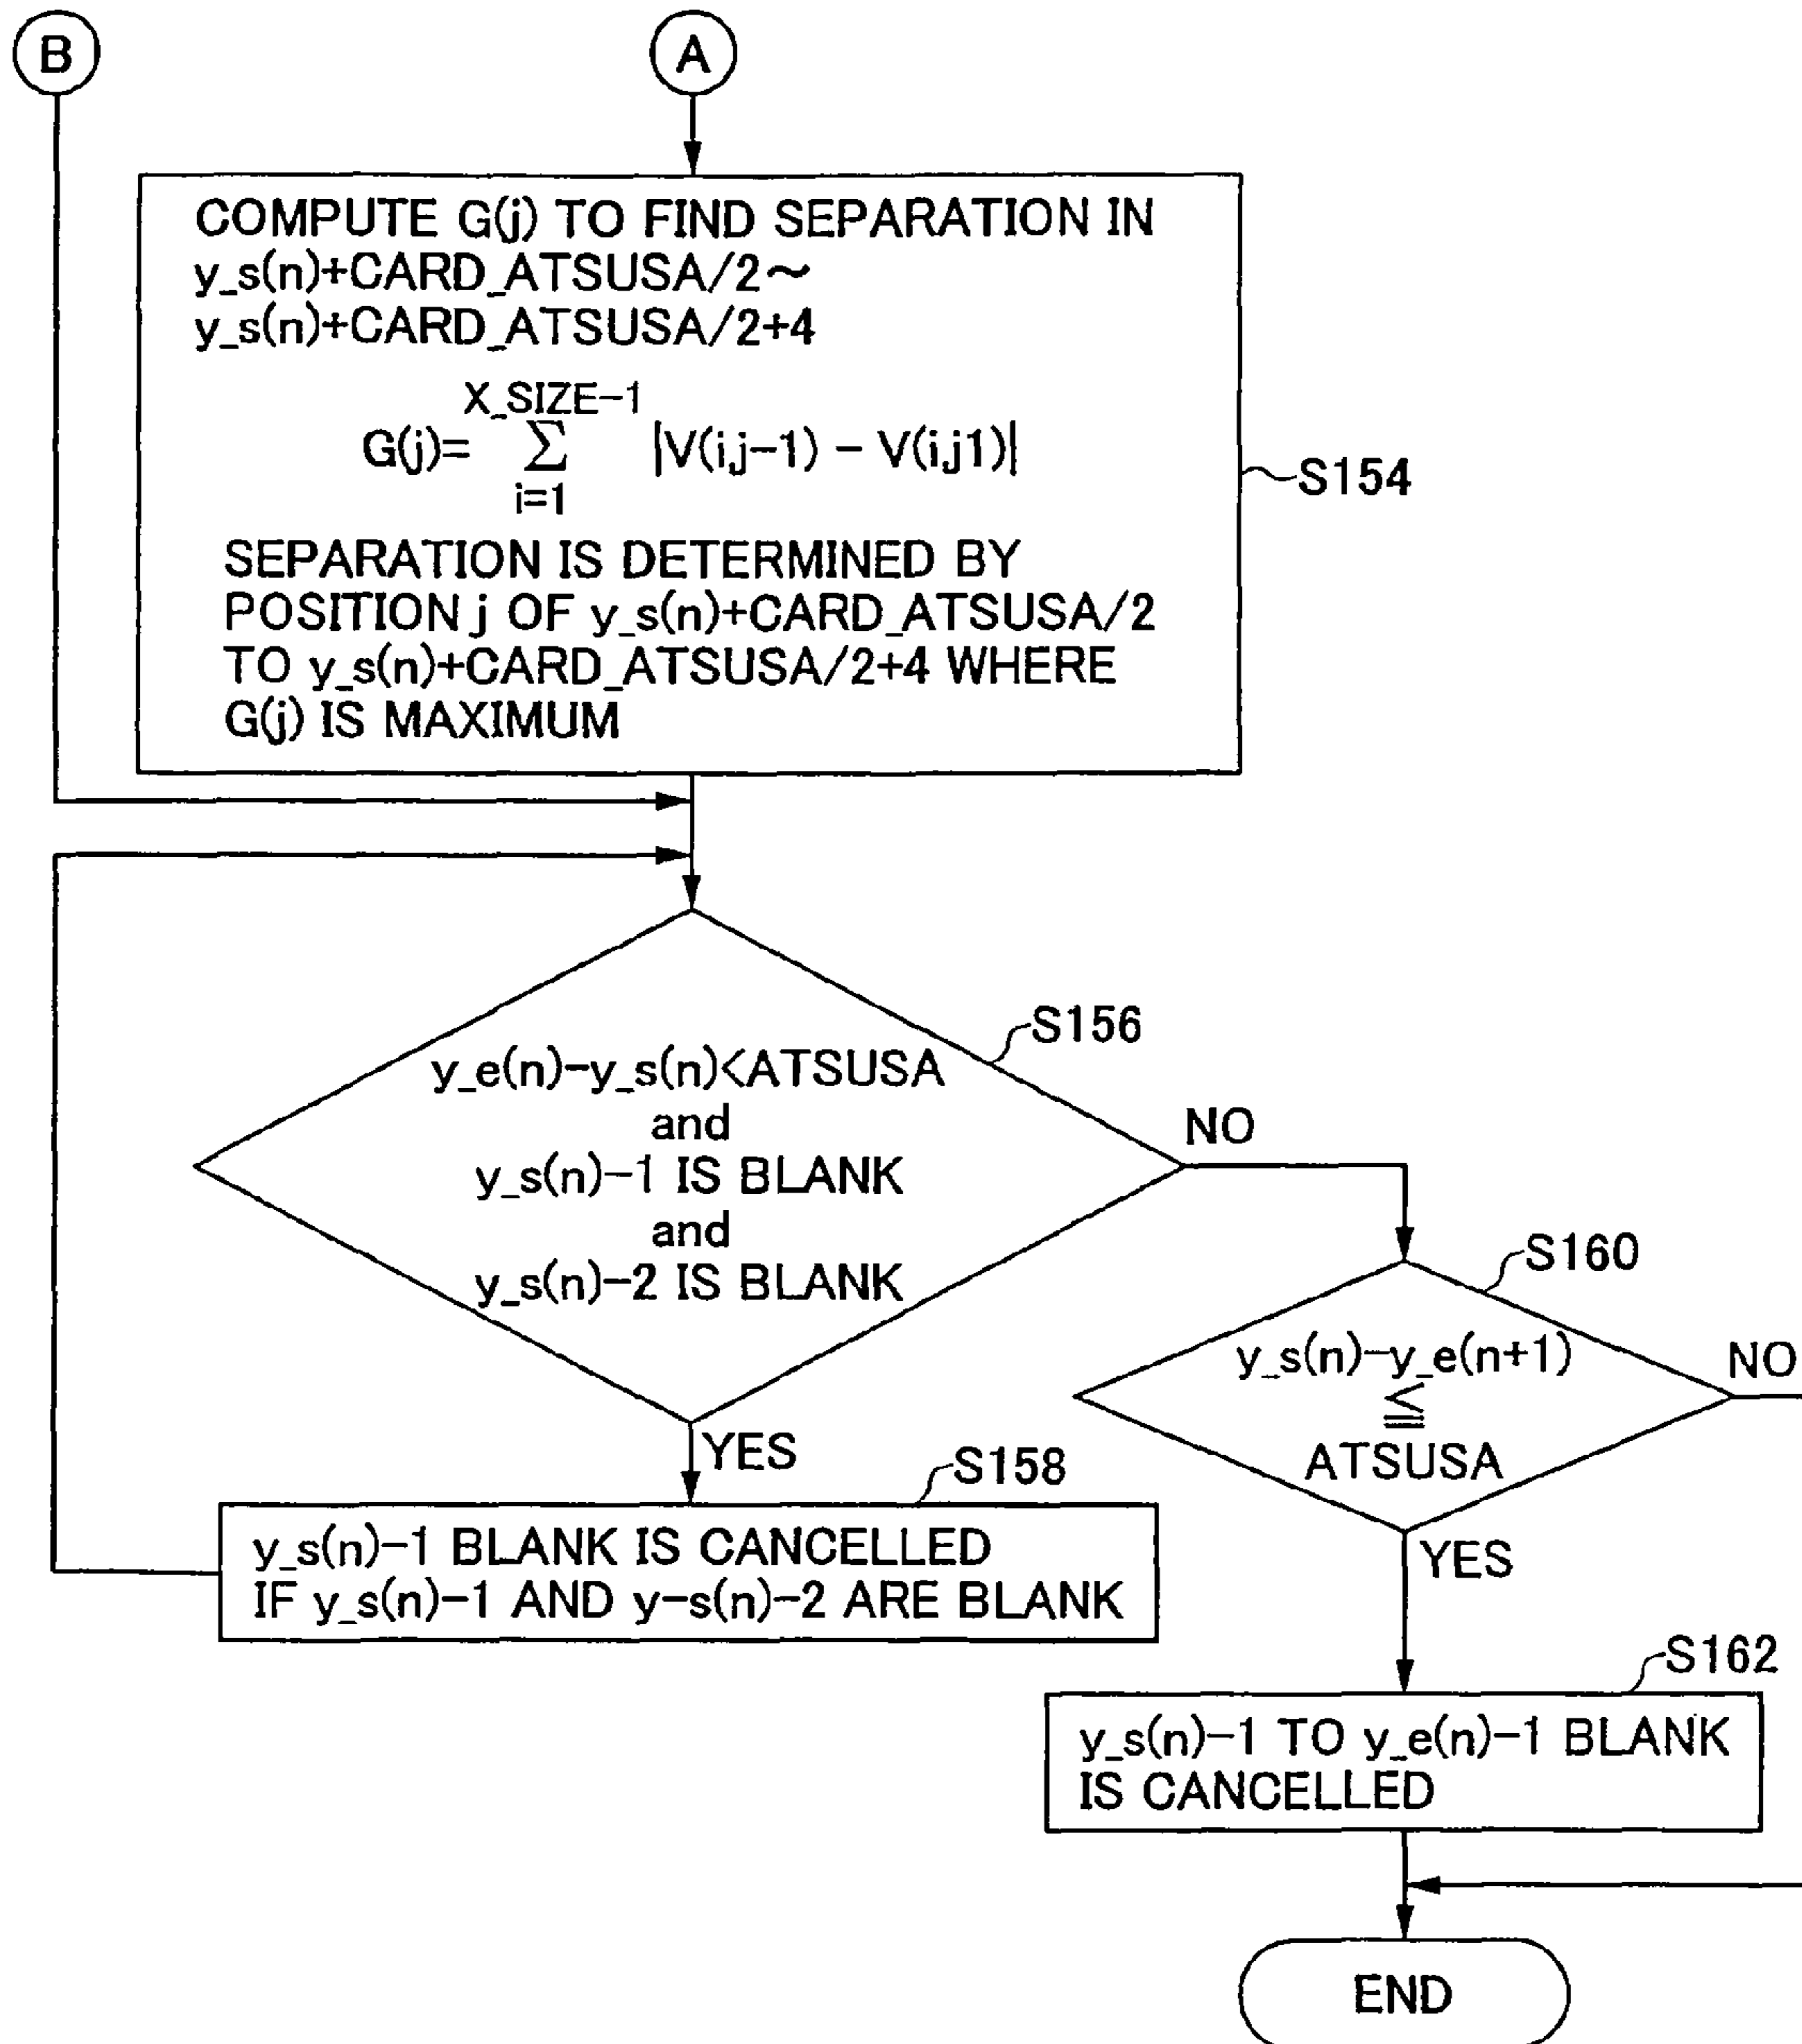 B
A
COMPUTE G(j) TO FIND SEPARATION IN
y_s(n)+CARD_ATSUSA/2~
y_s(n)+CARD_ATSUSA/2+4
X_SIZE-1
G(j)= Σ |V(i,j-1) - V(i,j1)|
i=1
S154
SEPARATION IS DETERMINED BY
POSITION j OF y_s(n)+CARD_ATSUSA/2
TO y_s(n)+CARD_ATSUSA/2+4 WHERE
G(j) IS MAXIMUM
S156
y_e(n)-y_s(n)<ATSUSA
and
y_s(n)-1 IS BLANK
and
y_s(n)-2 IS BLANK
NO
YES
S158
y_s(n)-1 BLANK IS CANCELLED
IF y_s(n)-1 AND y-s(n)-2 ARE BLANK
S160
y_s(n)-y_e(n+1)
≦
ATSUSA
NO
YES
S162
y_s(n)-1 TO y_e(n)-1 BLANK
IS CANCELLED
END